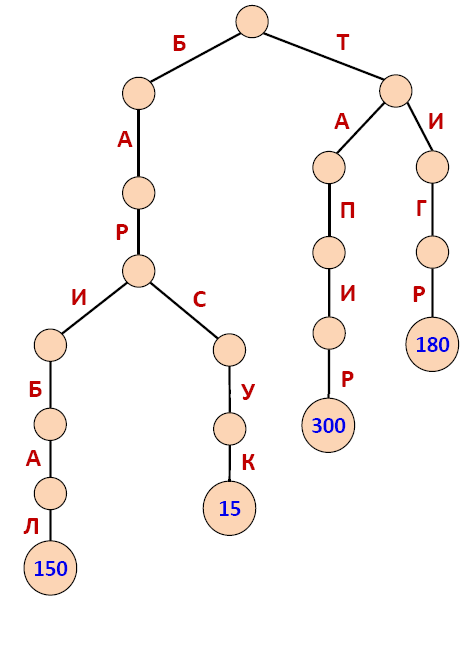 Б Т
А А И
Р П Г
И С И Р
180
Б У Р
А К 300
Л 15
150